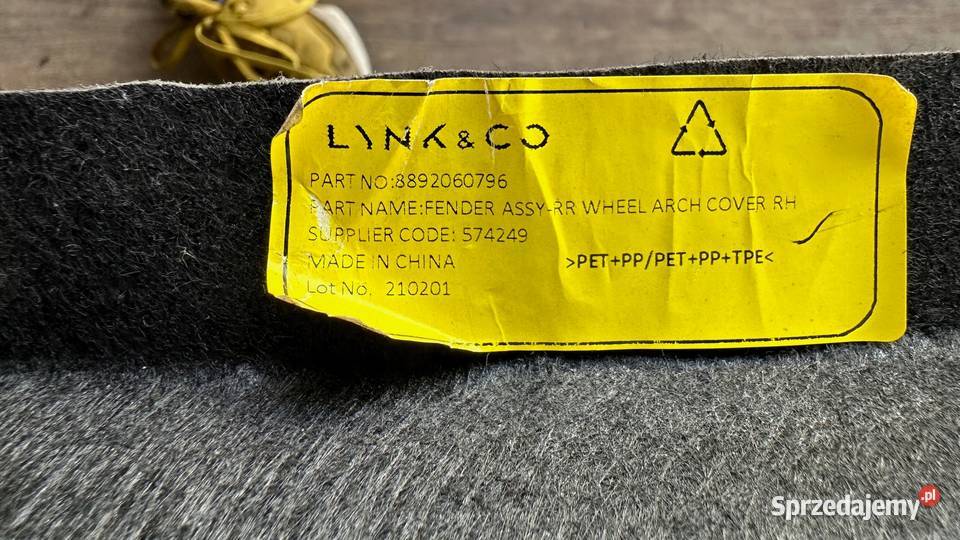 LYNK&CO
PART NO:8892060796
PART NAME:FENDER ASSY-RR WHEEL ARCH COVER RH
SUPPLIER CODE: 574249
MADE IN CHINA
>PET+PP/PET+PP+TPE<
Lot No. 210201
Sprzedajemy.pl